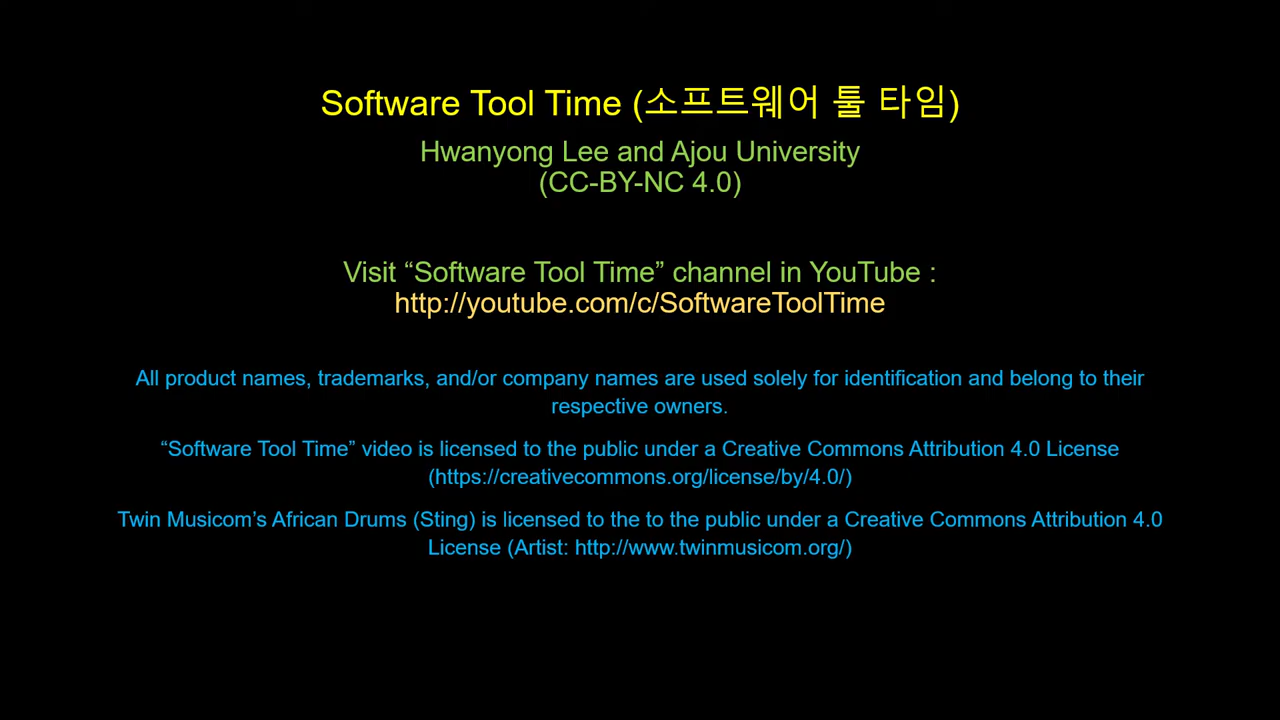 Software Tool Time (소프트웨어 툴 타임)
Hwanyong Lee and Ajou University
(CC-BY-NC 4.0)
Visit “Software Tool Time” channel in YouTube :
http://youtube.com/c/SoftwareToolTime
All product names, trademarks, and/or company names are used solely for identification and belong to their
respective owners.
“Software Tool Time” video is licensed to the public under a Creative Commons Attribution 4.0 License
(https://creativecommons.org/license/by/4.0/)
Twin Musicom’s African Drums (Sting) is licensed to the to the public under a Creative Commons Attribution 4.0
License (Artist: http://www.twinmusicom.org/)